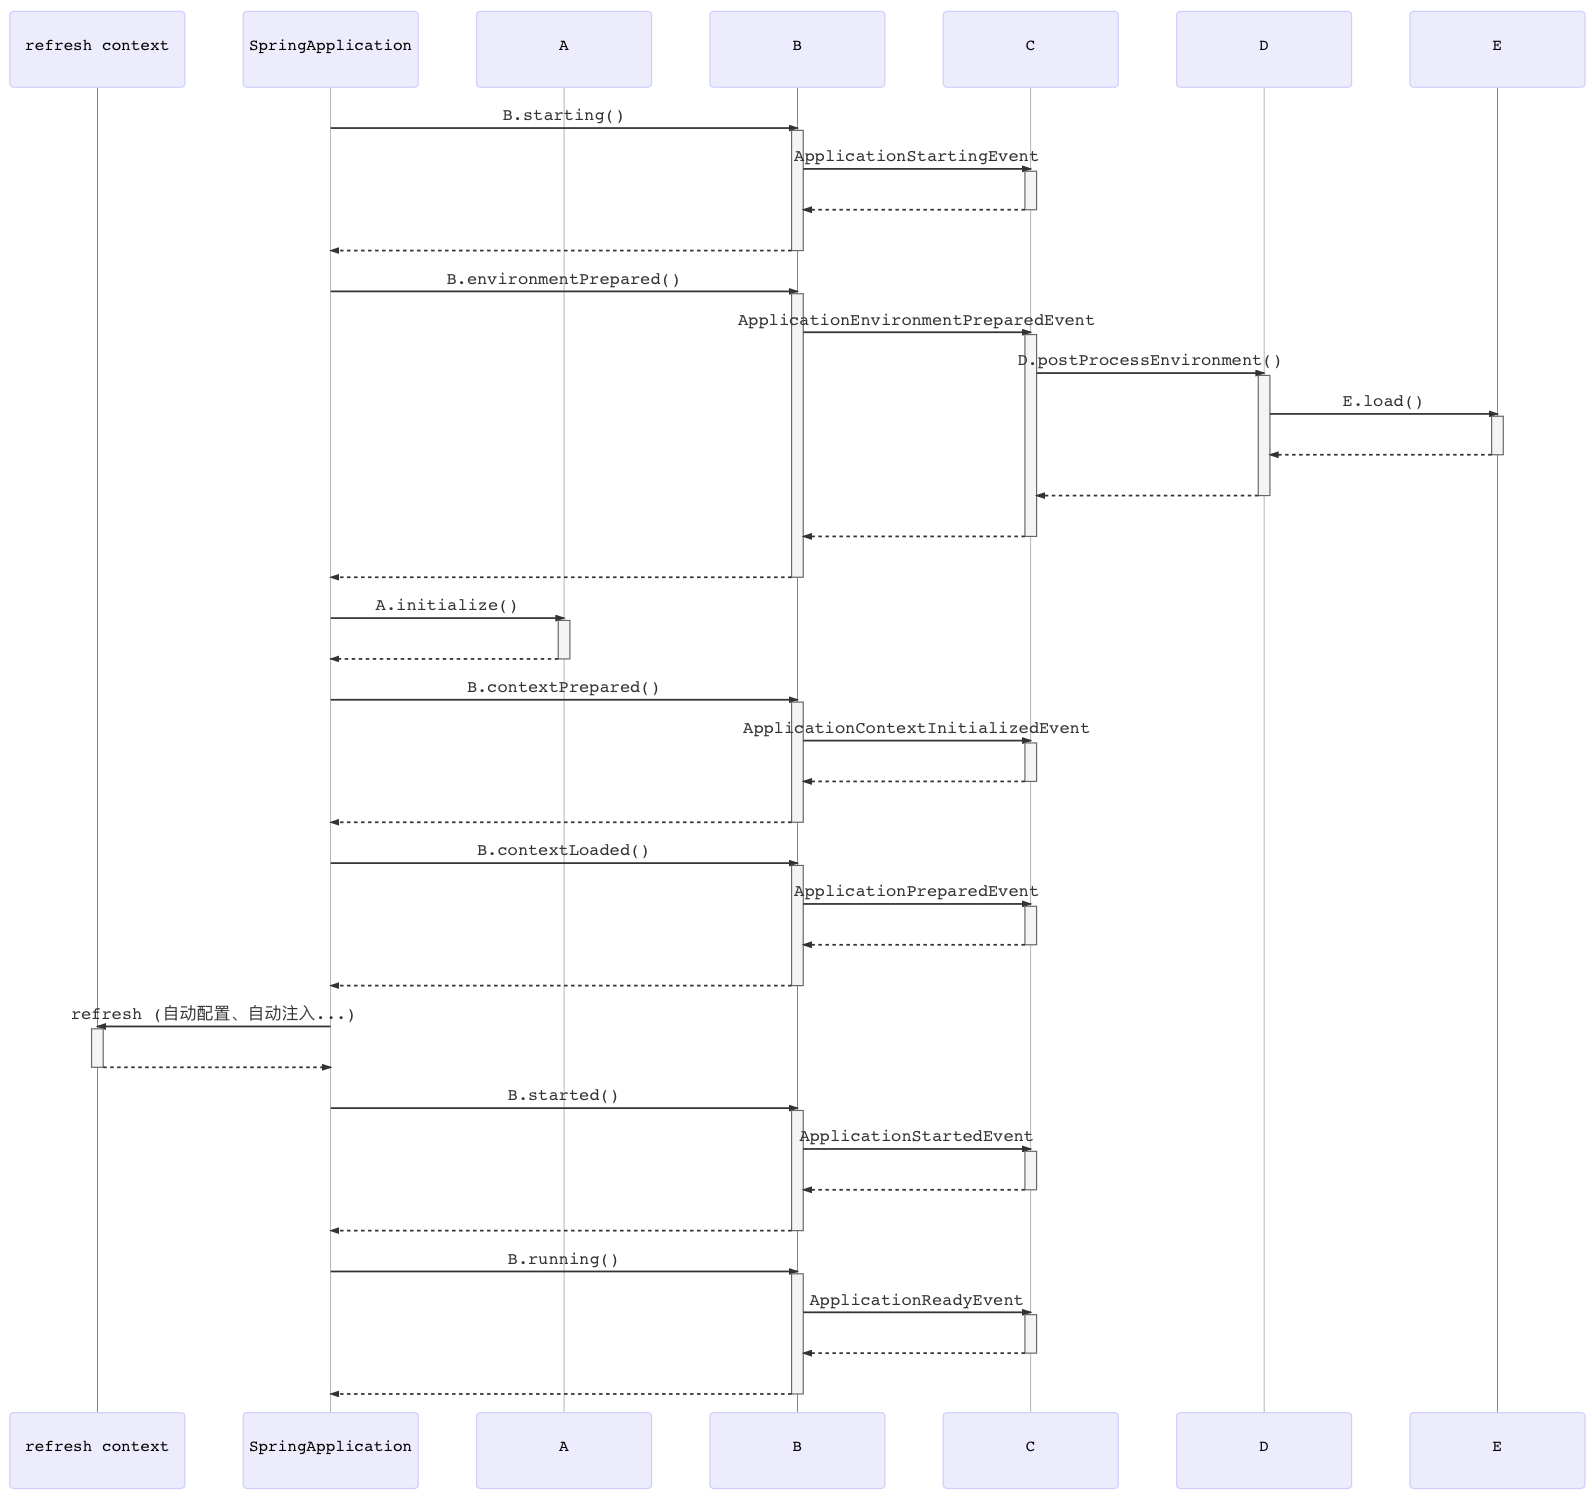 refresh context
SpringApplication
A
B
C
D
E
B.starting()
ApplicationStartingEvent
B.environmentPrepared()
ApplicationEnvironmentPreparedEvent
D.postProcessEnvironment()
E.load()
A.initialize()
B.contextPrepared()
ApplicationContextInitializedEvent
B.contextLoaded()
ApplicationPreparedEvent
refresh (自动配置、自动注入...)
B.started()
ApplicationStartedEvent
B.running()
ApplicationReadyEvent
refresh context
SpringApplication
A
B
C
D
E